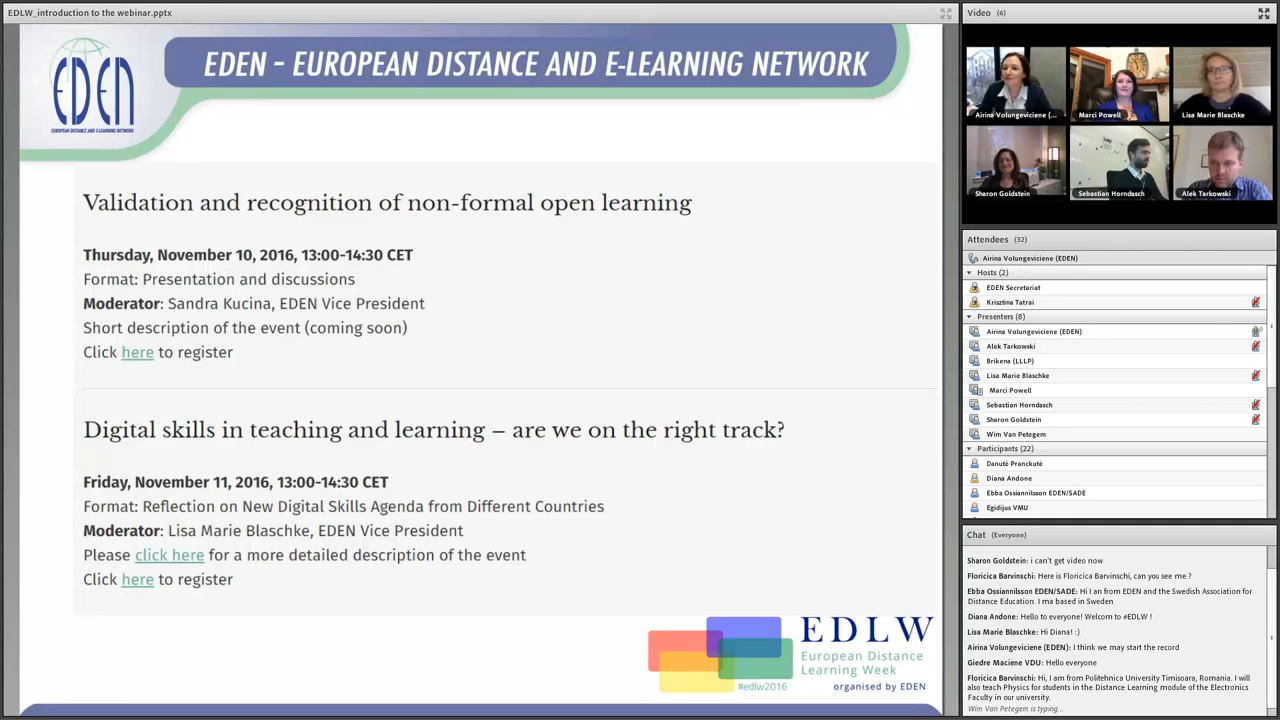 EDLW_introduction to the webinar.pptx
EDEN
EUROPEAN DISTANCE AND E-LEARNING NETWORK
EDEN - EUROPEAN DISTANCE AND E-LEARNING NETWORK
Validation and recognition of non-formal open learning
Thursday, November 10, 2016, 13:00-14:30 CET
Format: Presentation and discussions
Moderator: Sandra Kucina, EDEN Vice President
Short description of the event (coming soon)
Click here to register
Digital skills in teaching and learning – are we on the right track?
Friday, November 11, 2016, 13:00-14:30 CET
Format: Reflection on New Digital Skills Agenda from Different Countries
Moderator: Lisa Marie Blaschke, EDEN Vice President
Please click here for a more detailed description of the event
Click here to register
EDLW
European Distance
Learning Week
#edlw2016
organised by EDEN
Video (6)
Airina Volungeviciene (...
Marci Powell
Lisa Marie Blaschke
Sharon Goldstein
Sebastian Horndasch
Alek Tarkowski
Attendees (32)
Airina Volungeviciene (EDEN)
Hosts (2)
EDEN Secretariat
Krisztina Tatrai
Presenters (8)
Airina Volungeviciene (EDEN)
Alek Tarkowski
Brikena (LLLP)
Lisa Marie Blaschke
Marci Powell
Sebastian Horndasch
Sharon Goldstein
Wim Van Petegem
Participants (22)
Danutė Pranckutė
Diana Andone
Ebba Ossiannilsson EDEN/SADE
Egidijus VMU
Chat (Everyone)
Sharon Goldstein: i can't get video now
Floricica Barvinschi: Here is Floricica Barvinschi, can you see me ?
Ebba Ossiannilsson EDEN/SADE: Hi I an from EDEN and the Swedish Association for
Distance Education. I ma based in Sweden
Diana Andone: Hello to everyone! Welcom to #EDLW !
Lisa Marie Blaschke: Hi Diana! :)
Airina Volungeviciene (EDEN): I think we may start the record
Giedre Maciene VDU: Hello everyone
Floricica Barvinschi: Hi, I am from Politehnica University Timisoara, Romania. I will
also teach Physics for students in the Distance Learning module of the Electronics
Faculty in our university.
Wim Van Petegem is typing...